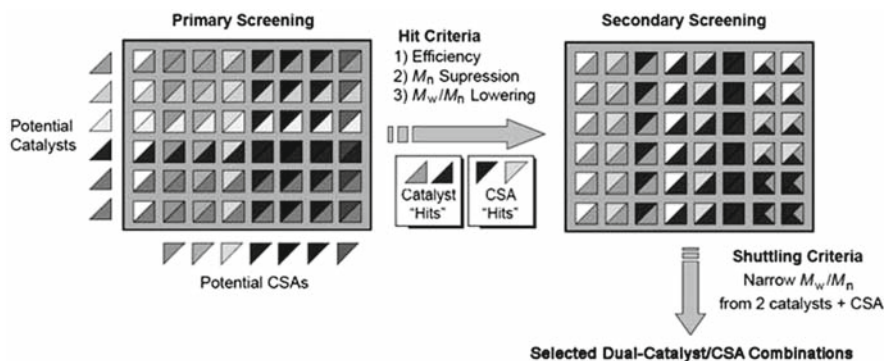 Primary Screening
Secondary Screening
Hit Criteria
1) Efficiency
2) Mn Supression
3) Mw/Mn Lowering
Potential
Catalysts
Catalyst
"Hits"
CSA
"Hits"
Potential CSAs
Shuttling Criteria
Narrow Mw/Mn
from 2 catalysts + CSA
Selected Dual-Catalyst/CSA Combinations